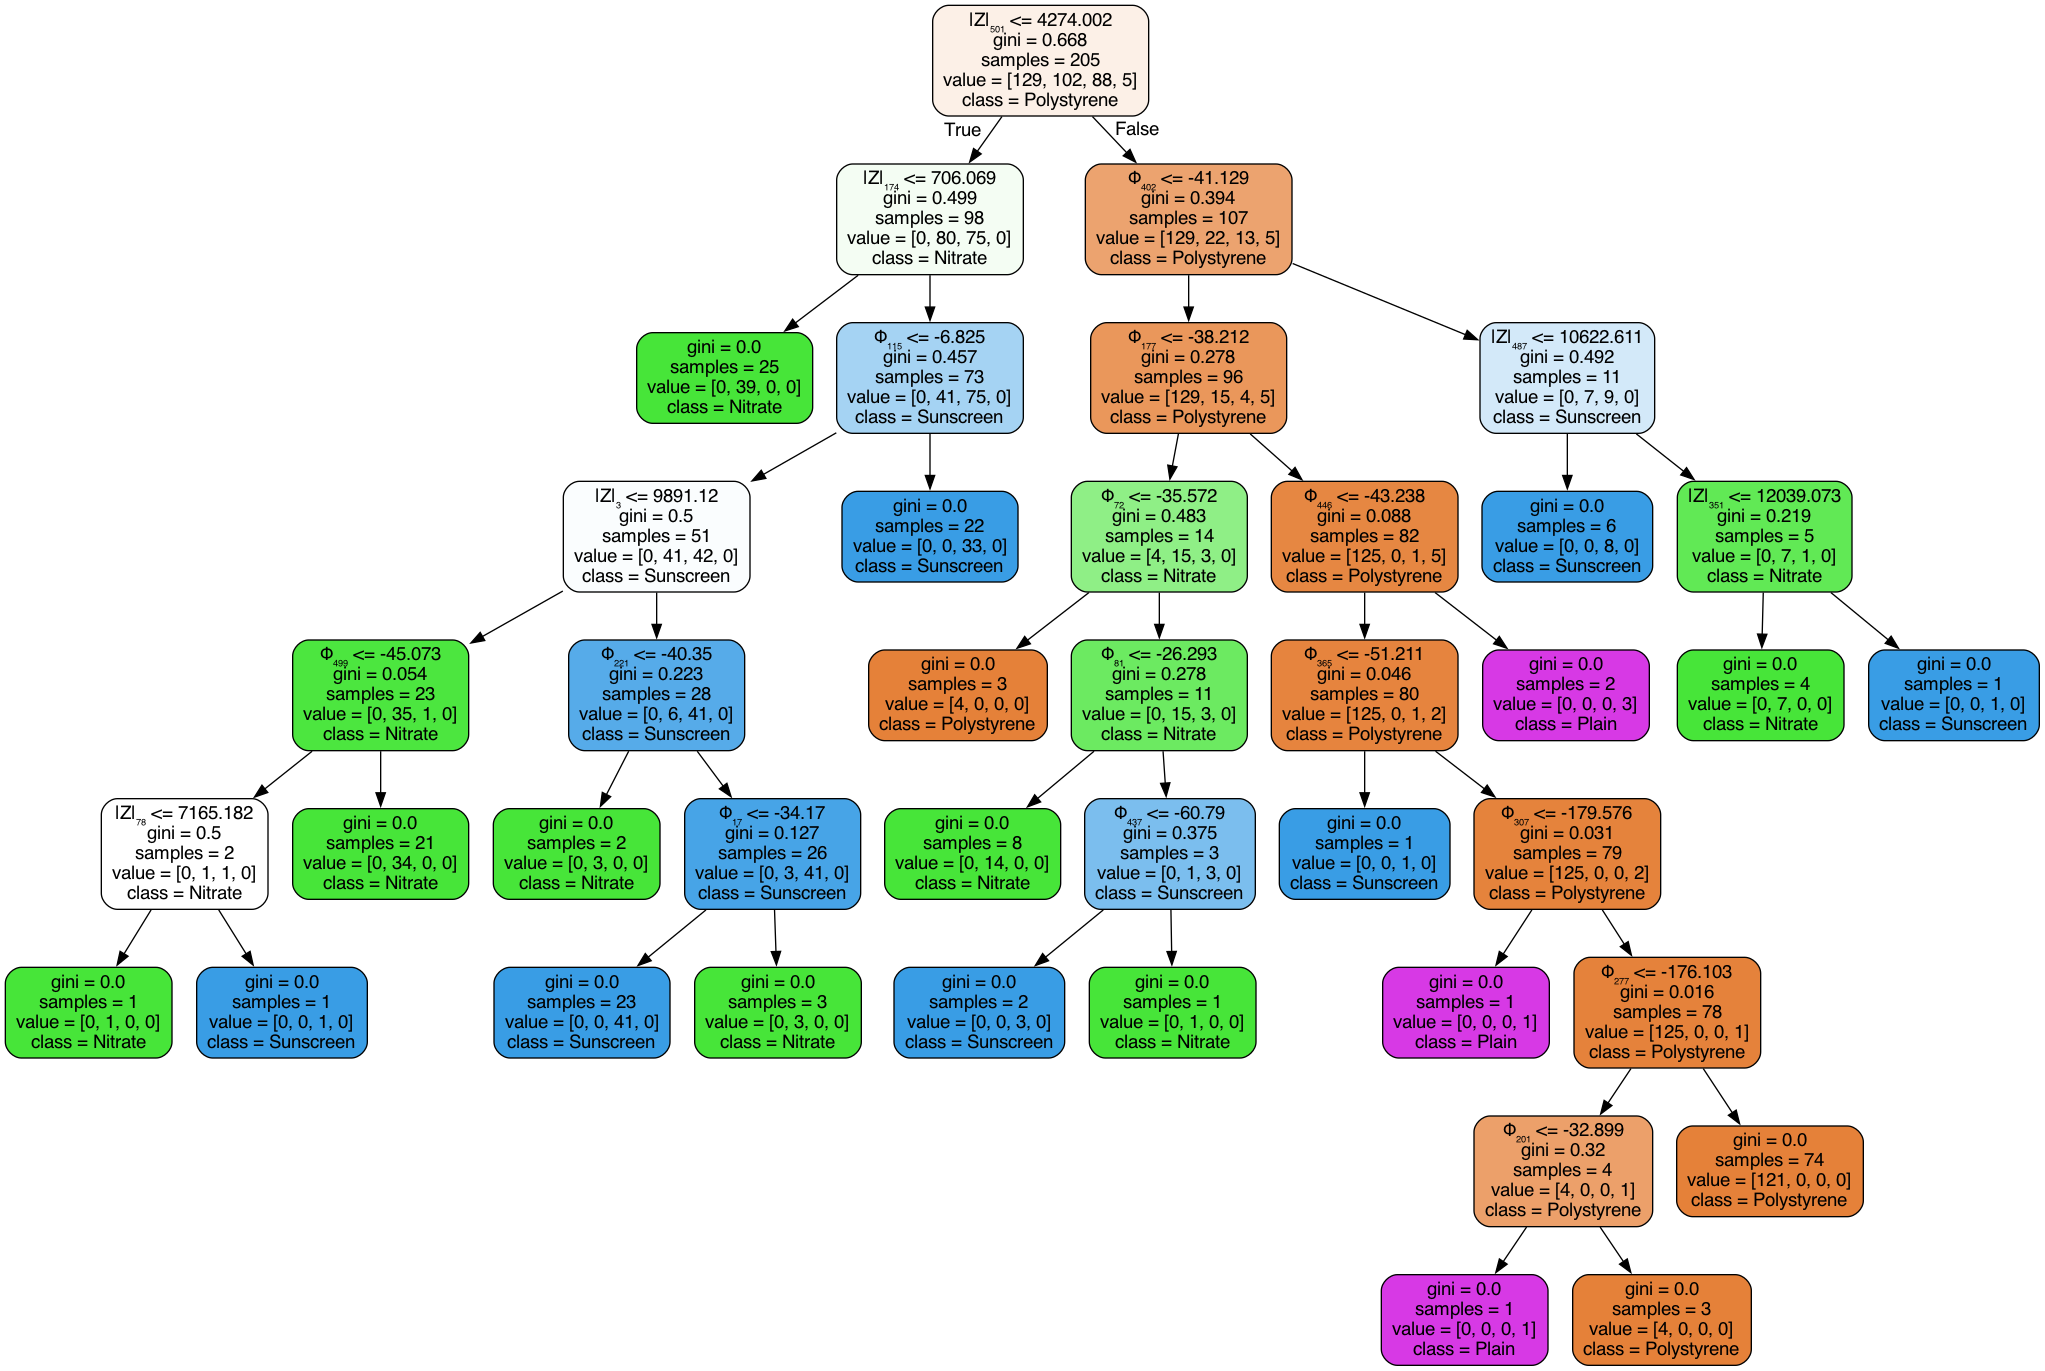 |Z|₅₀₁ <= 4274.002
gini = 0.668
samples = 205
value = [129, 102, 88, 5]
class = Polystyrene
True
False
|Z|₁₇₄ <= 706.069
gini = 0.499
samples = 98
value = [0, 80, 75, 0]
class = Nitrate
Φ₄₀₂ <= -41.129
gini = 0.394
samples = 107
value = [129, 22, 13, 5]
class = Polystyrene
gini = 0.0
samples = 25
value = [0, 39, 0, 0]
class = Nitrate
Φ₁₁₅ <= -6.825
gini = 0.457
samples = 73
value = [0, 41, 75, 0]
class = Sunscreen
Φ₁₇₇ <= -38.212
gini = 0.278
samples = 96
value = [129, 15, 4, 5]
class = Polystyrene
|Z|₄₈₇ <= 10622.611
gini = 0.492
samples = 11
value = [0, 7, 9, 0]
class = Sunscreen
|Z|₃ <= 9891.12
gini = 0.5
samples = 51
value = [0, 41, 42, 0]
class = Sunscreen
gini = 0.0
samples = 22
value = [0, 0, 33, 0]
class = Sunscreen
Φ₇₂ <= -35.572
gini = 0.483
samples = 14
value = [4, 15, 3, 0]
class = Nitrate
Φ₄₄₆ <= -43.238
gini = 0.088
samples = 82
value = [125, 0, 1, 5]
class = Polystyrene
gini = 0.0
samples = 6
value = [0, 0, 8, 0]
class = Sunscreen
|Z|₃₅₁ <= 12039.073
gini = 0.219
samples = 5
value = [0, 7, 1, 0]
class = Nitrate
Φ₄₉₉ <= -45.073
gini = 0.054
samples = 23
value = [0, 35, 1, 0]
class = Nitrate
Φ₂₂₁ <= -40.35
gini = 0.223
samples = 28
value = [0, 6, 41, 0]
class = Sunscreen
gini = 0.0
samples = 3
value = [4, 0, 0, 0]
class = Polystyrene
Φ₈₁ <= -26.293
gini = 0.278
samples = 11
value = [0, 15, 3, 0]
class = Nitrate
Φ₃₆₅ <= -51.211
gini = 0.046
samples = 80
value = [125, 0, 1, 2]
class = Polystyrene
gini = 0.0
samples = 2
value = [0, 0, 0, 3]
class = Plain
gini = 0.0
samples = 4
value = [0, 7, 0, 0]
class = Nitrate
gini = 0.0
samples = 1
value = [0, 0, 1, 0]
class = Sunscreen
|Z|₇₈ <= 7165.182
gini = 0.5
samples = 2
value = [0, 1, 1, 0]
class = Nitrate
gini = 0.0
samples = 21
value = [0, 34, 0, 0]
class = Nitrate
gini = 0.0
samples = 2
value = [0, 3, 0, 0]
class = Nitrate
Φ₁₇ <= -34.17
gini = 0.127
samples = 26
value = [0, 3, 41, 0]
class = Sunscreen
gini = 0.0
samples = 8
value = [0, 14, 0, 0]
class = Nitrate
Φ₄₃₇ <= -60.79
gini = 0.375
samples = 3
value = [0, 1, 3, 0]
class = Sunscreen
gini = 0.0
samples = 1
value = [0, 0, 1, 0]
class = Sunscreen
Φ₃₀₇ <= -179.576
gini = 0.031
samples = 79
value = [125, 0, 0, 2]
class = Polystyrene
gini = 0.0
samples = 1
value = [0, 1, 0, 0]
class = Nitrate
gini = 0.0
samples = 1
value = [0, 0, 1, 0]
class = Sunscreen
gini = 0.0
samples = 23
value = [0, 0, 41, 0]
class = Sunscreen
gini = 0.0
samples = 3
value = [0, 3, 0, 0]
class = Nitrate
gini = 0.0
samples = 2
value = [0, 0, 3, 0]
class = Sunscreen
gini = 0.0
samples = 1
value = [0, 1, 0, 0]
class = Nitrate
gini = 0.0
samples = 1
value = [0, 0, 0, 1]
class = Plain
Φ₂₇₇ <= -176.103
gini = 0.016
samples = 78
value = [125, 0, 0, 1]
class = Polystyrene
Φ₂₀₁ <= -32.899
gini = 0.32
samples = 4
value = [4, 0, 0, 1]
class = Polystyrene
gini = 0.0
samples = 74
value = [121, 0, 0, 0]
class = Polystyrene
gini = 0.0
samples = 1
value = [0, 0, 0, 1]
class = Plain
gini = 0.0
samples = 3
value = [4, 0, 0, 0]
class = Polystyrene